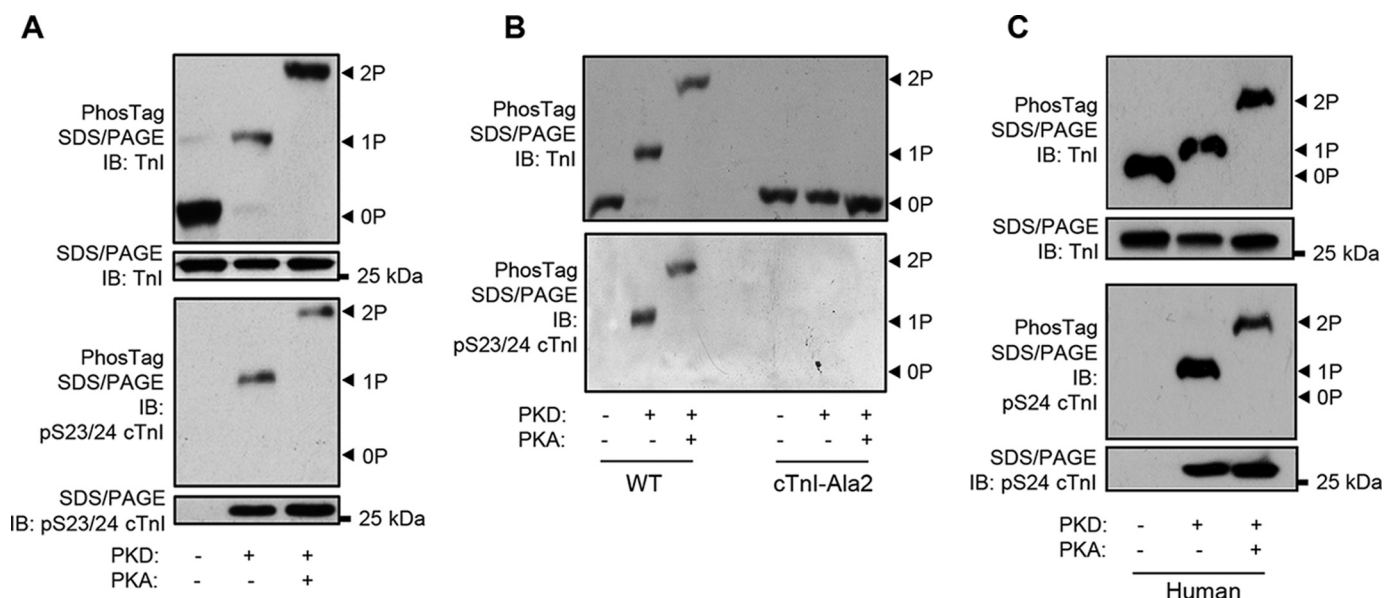 A
PhosTag
SDS/PAGE
IB: TnI
2P
1P
0P
SDS/PAGE
IB: TnI
25 kDa
PhosTag
SDS/PAGE
IB:
pS23/24 cTnI
2P
1P
0P
SDS/PAGE
IB: pS23/24 cTnI
25 kDa
PKD: - + +
PKA: - - +
B
PhosTag
SDS/PAGE
IB: TnI
2P
1P
0P
PhosTag
SDS/PAGE
IB:
pS23/24 cTnI
2P
1P
0P
PKD: - + + - + +
PKA: - - + - - +
WT cTnI-Ala2
C
PhosTag
SDS/PAGE
IB: TnI
2P
1P
0P
SDS/PAGE
IB: TnI
25 kDa
PhosTag
SDS/PAGE
IB:
pS24 cTnI
2P
1P
0P
SDS/PAGE
IB: pS24 cTnI
25 kDa
PKD: - + +
PKA: - - +
Human